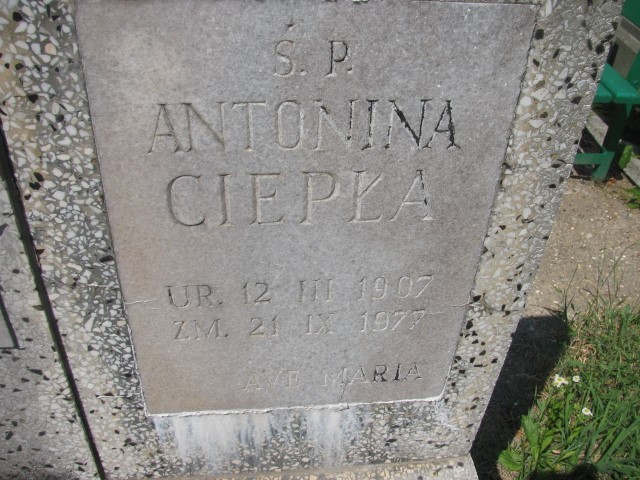 Ś. P.
ANTONINA
CIEPŁA
UR. 12 III 1907
ZM. 21 IX 1977
AVE MARIA